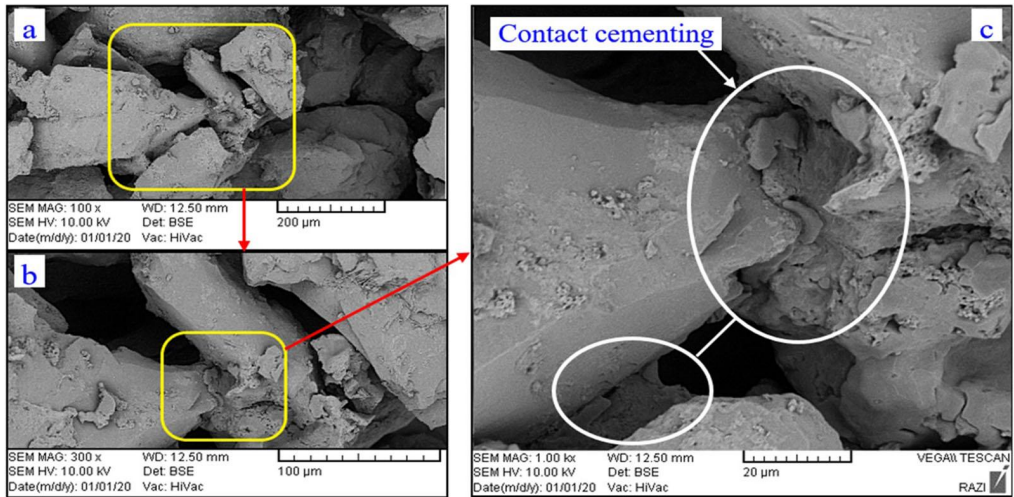 a
SEM MAG: 100 x WD: 12.50 mm
SEM HV: 10.00 kV Det: BSE 200 µm
Date(m/d/y): 01/01/20 Vac: HiVac
b
SEM MAG: 300 x WD: 12.50 mm
SEM HV: 10.00 kV Det: BSE 100 µm
Date(m/d/y): 01/01/20 Vac: HiVac
Contact cementing
c
SEM MAG: 1.00 kx WD: 12.50 mm VEGA\\ TESCAN
SEM HV: 10.00 kV Det: BSE 20 µm
Date(m/d/y): 01/01/20 Vac: HiVac RAZI